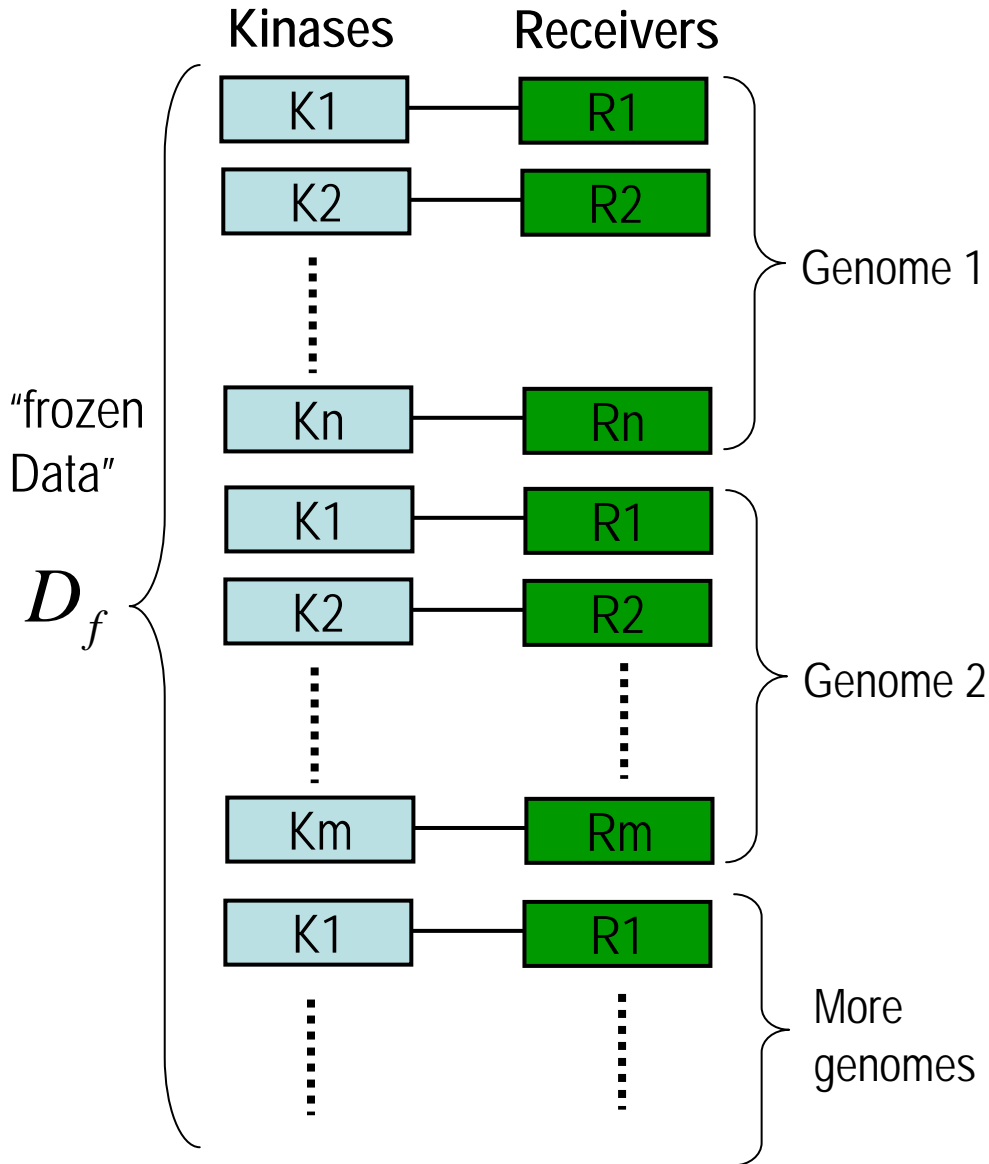 Kinases Receivers
K1 R1
K2 R2
Genome 1
Kn Rn
"frozen
Data"
K1 R1
D_f
K2 R2
Genome 2
Km Rm
K1 R1
More
genomes